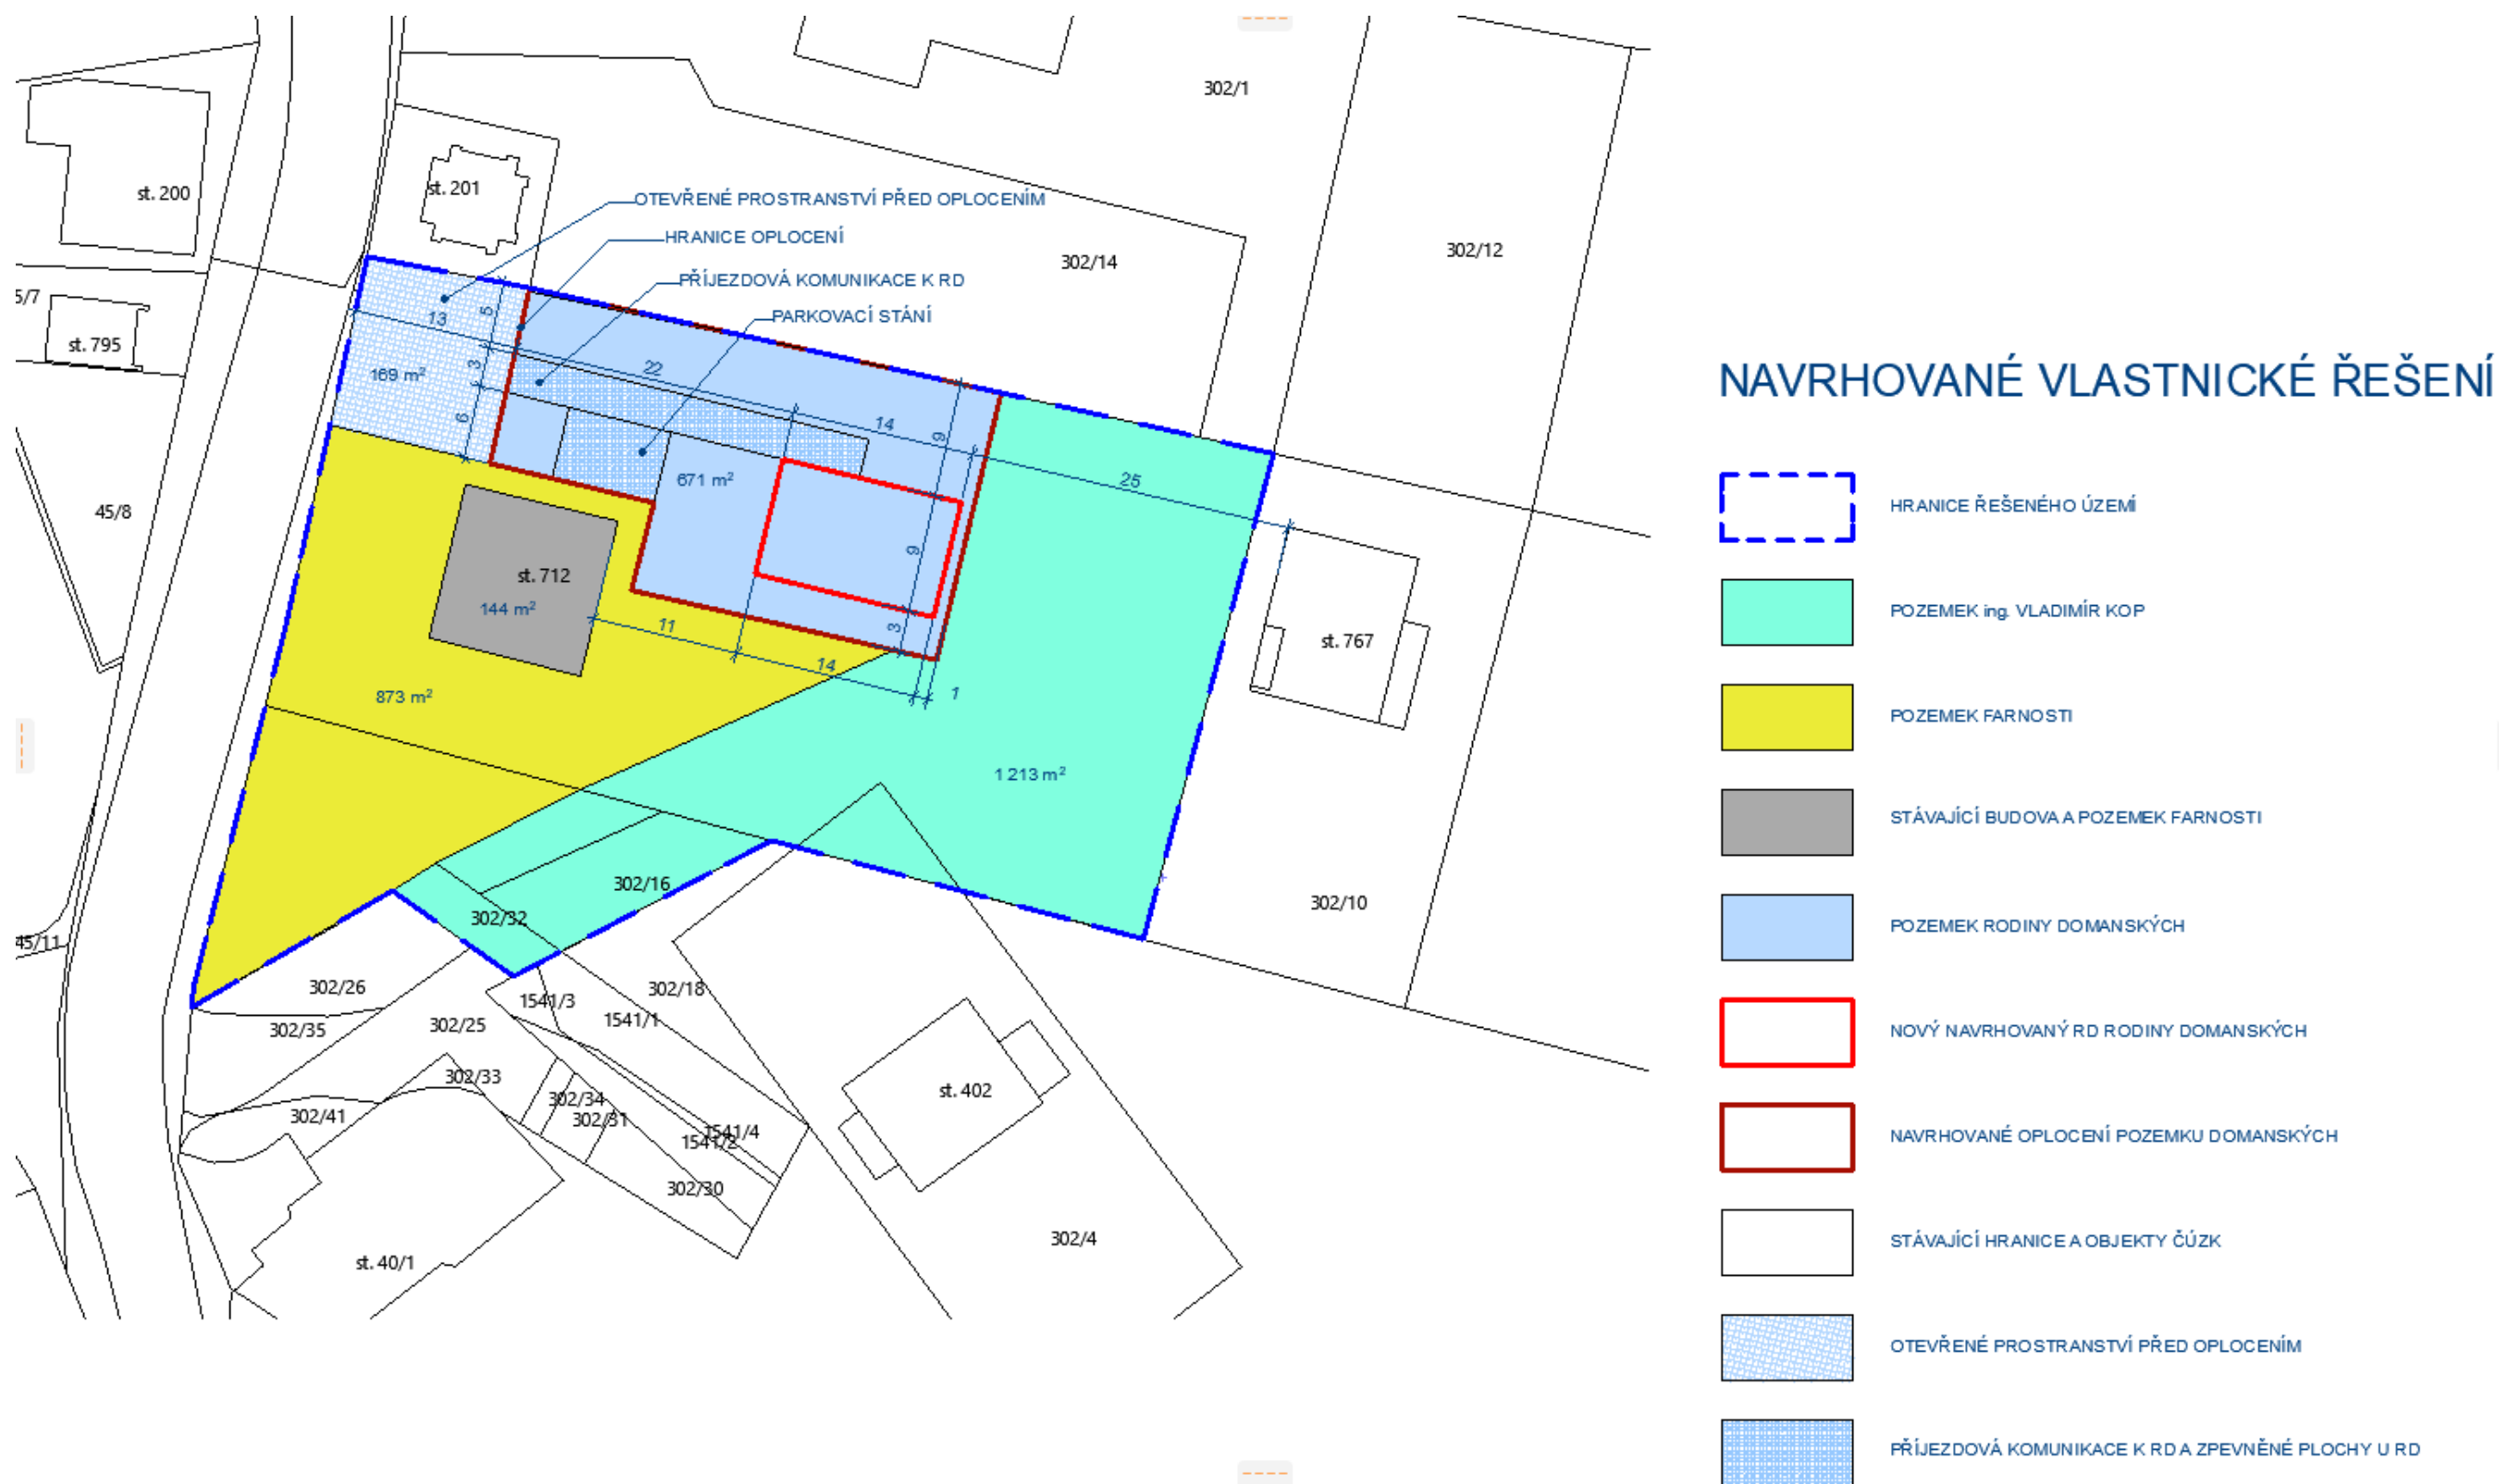 302/1
st. 200
st. 201
OTEVŘENÉ PROSTRANSTVÍ PŘED OPLOCENÍM
HRANICE OPLOCENÍ
302/14
302/12
PŘÍJEZDOVÁ KOMUNIKACE K RD
5/7
PARKOVACÍ STÁNÍ
13
5
st. 795
169 m²
3
22
6
14
9
671 m²
25
45/8
st. 712
144 m²
9
11
3
14
1
st. 767
873 m²
1 213 m²
302/16
302/32
302/10
45/11
302/26
302/18
1541/3
302/35
302/25
1541/1
302/33
302/34
st. 402
302/41
302/31
1541/4
1541/2
302/30
302/4
st. 40/1
NAVRHOVANÉ VLASTNICKÉ ŘEŠENÍ
HRANICE ŘEŠENÉHO ÚZEMÍ
POZEMEK ing. VLADIMÍR KOP
POZEMEK FARNOSTI
STÁVAJÍCÍ BUDOVA A POZEMEK FARNOSTI
POZEMEK RODINY DOMANSKÝCH
NOVÝ NAVRHOVANÝ RD RODINY DOMANSKÝCH
NAVRHOVANÉ OPLOCENÍ POZEMKU DOMANSKÝCH
STÁVAJÍCÍ HRANICE A OBJEKTY ČÚZK
OTEVŘENÉ PROSTRANSTVÍ PŘED OPLOCENÍM
PŘÍJEZDOVÁ KOMUNIKACE K RD A ZPEVNĚNÉ PLOCHY U RD